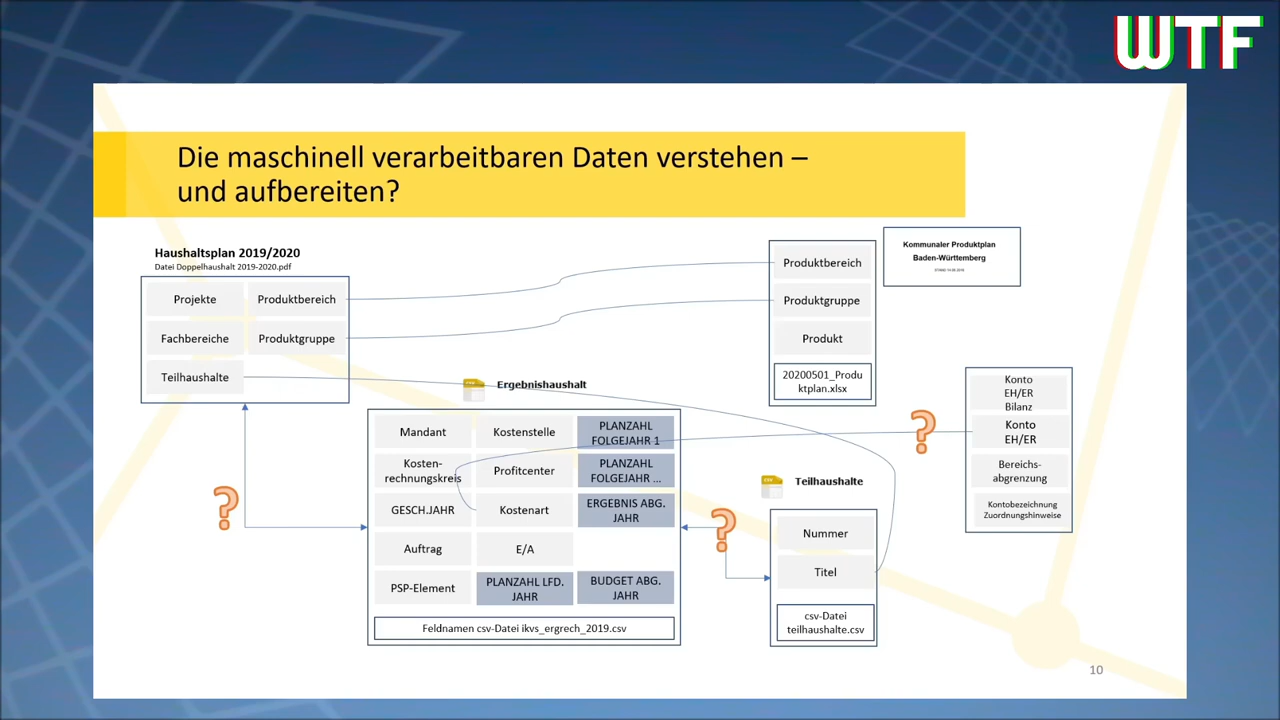 WTF
Die maschinell verarbeitbaren Daten verstehen –
und aufbereiten?
Haushaltsplan 2019/2020
Datei Doppelhaushalt 2019-2020.pdf
Projekte
Produktbereich
Fachbereiche
Produktgruppe
Teilhaushalte
Produktbereich
Produktgruppe
Produkt
20200501_Produ
ktplan.xlsx
Kommunaler Produktplan
Baden-Württemberg
Ergebnishaushalt
Mandant
Kostenstelle
PLANZAHL
FOLGEJAHR 1
Kosten-
rechnungskreis
Profitcenter
PLANZAHL
FOLGEJAHR ...
GESCH.JAHR
Kostenart
ERGEBNIS ABG.
JAHR
Auftrag
E/A
PSP-Element
PLANZAHL LFD.
JAHR
BUDGET ABG.
JAHR
Feldnamen csv-Datei ikvs_ergrech_2019.csv
?
?
?
CSV
Teilhaushalte
Nummer
Titel
csv-Datei
teilhaushalte.csv
Konto
EH/ER
Bilanz
Konto
EH/ER
Bereichs-
abgrenzung
Kontobezeichnung
Zuordnungshinweise
10